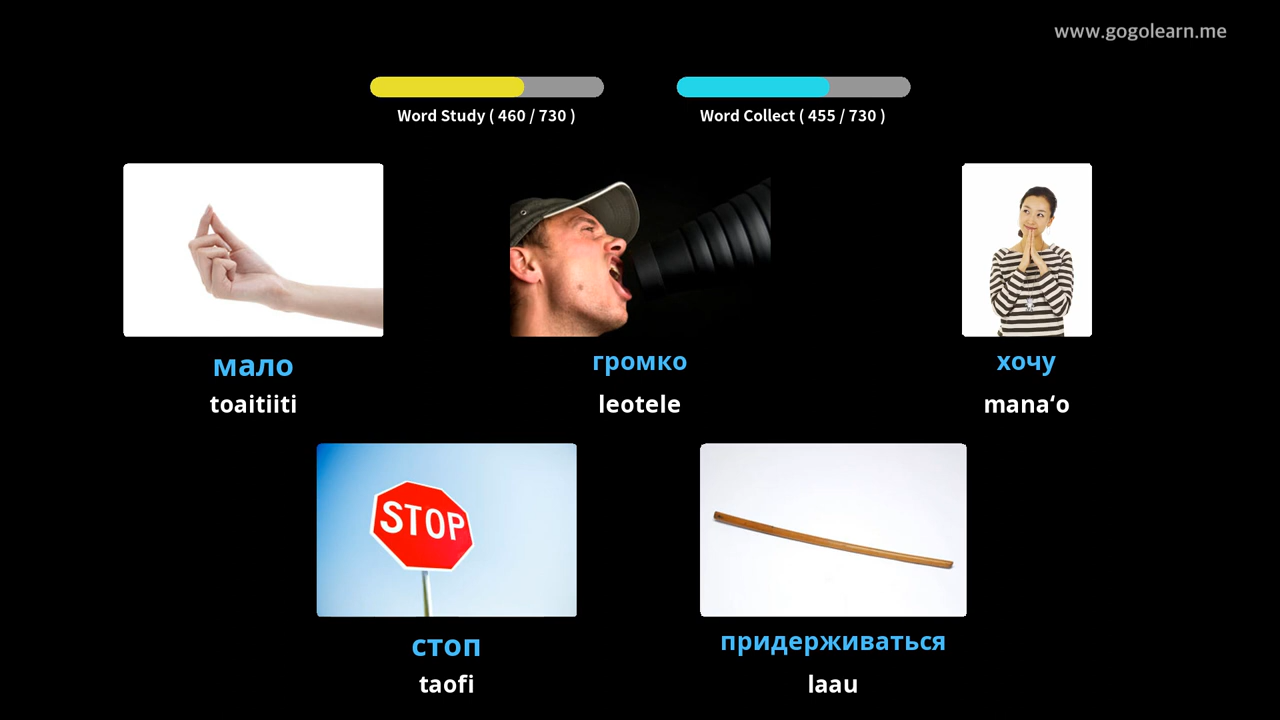 www.gogolearn.me
Word Study ( 460 / 730 )
Word Collect ( 455 / 730 )
мало
toaitiiti
громко
leotele
хочу
manaʻo
STOP
стоп
taofi
придерживаться
laau